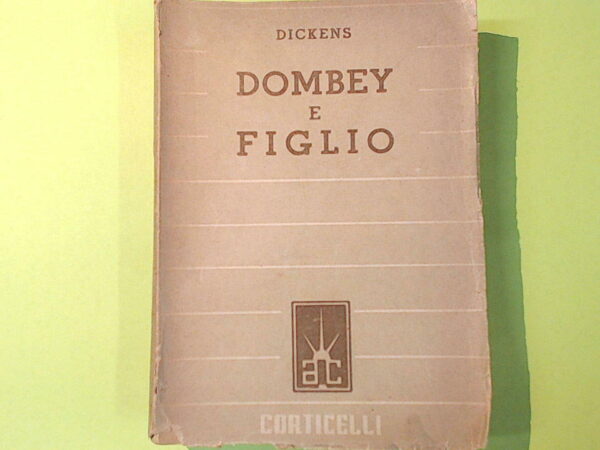 DICKENS
DOMBEY
E
FIGLIO
ac
CORTICELLI